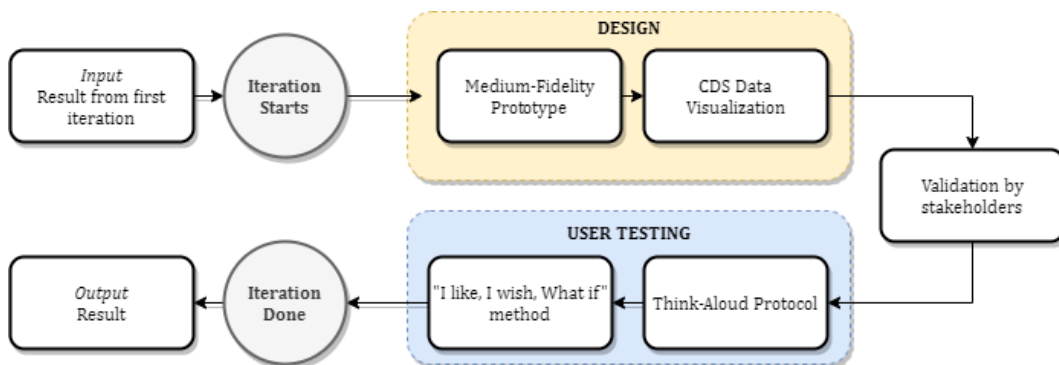 Input
Result from first
iteration
Iteration
Starts
DESIGN
Medium-Fidelity
Prototype
CDS Data
Visualization
Validation by
stakeholders
USER TESTING
Think-Aloud Protocol
"I like, I wish, What if"
method
Iteration
Done
Output
Result